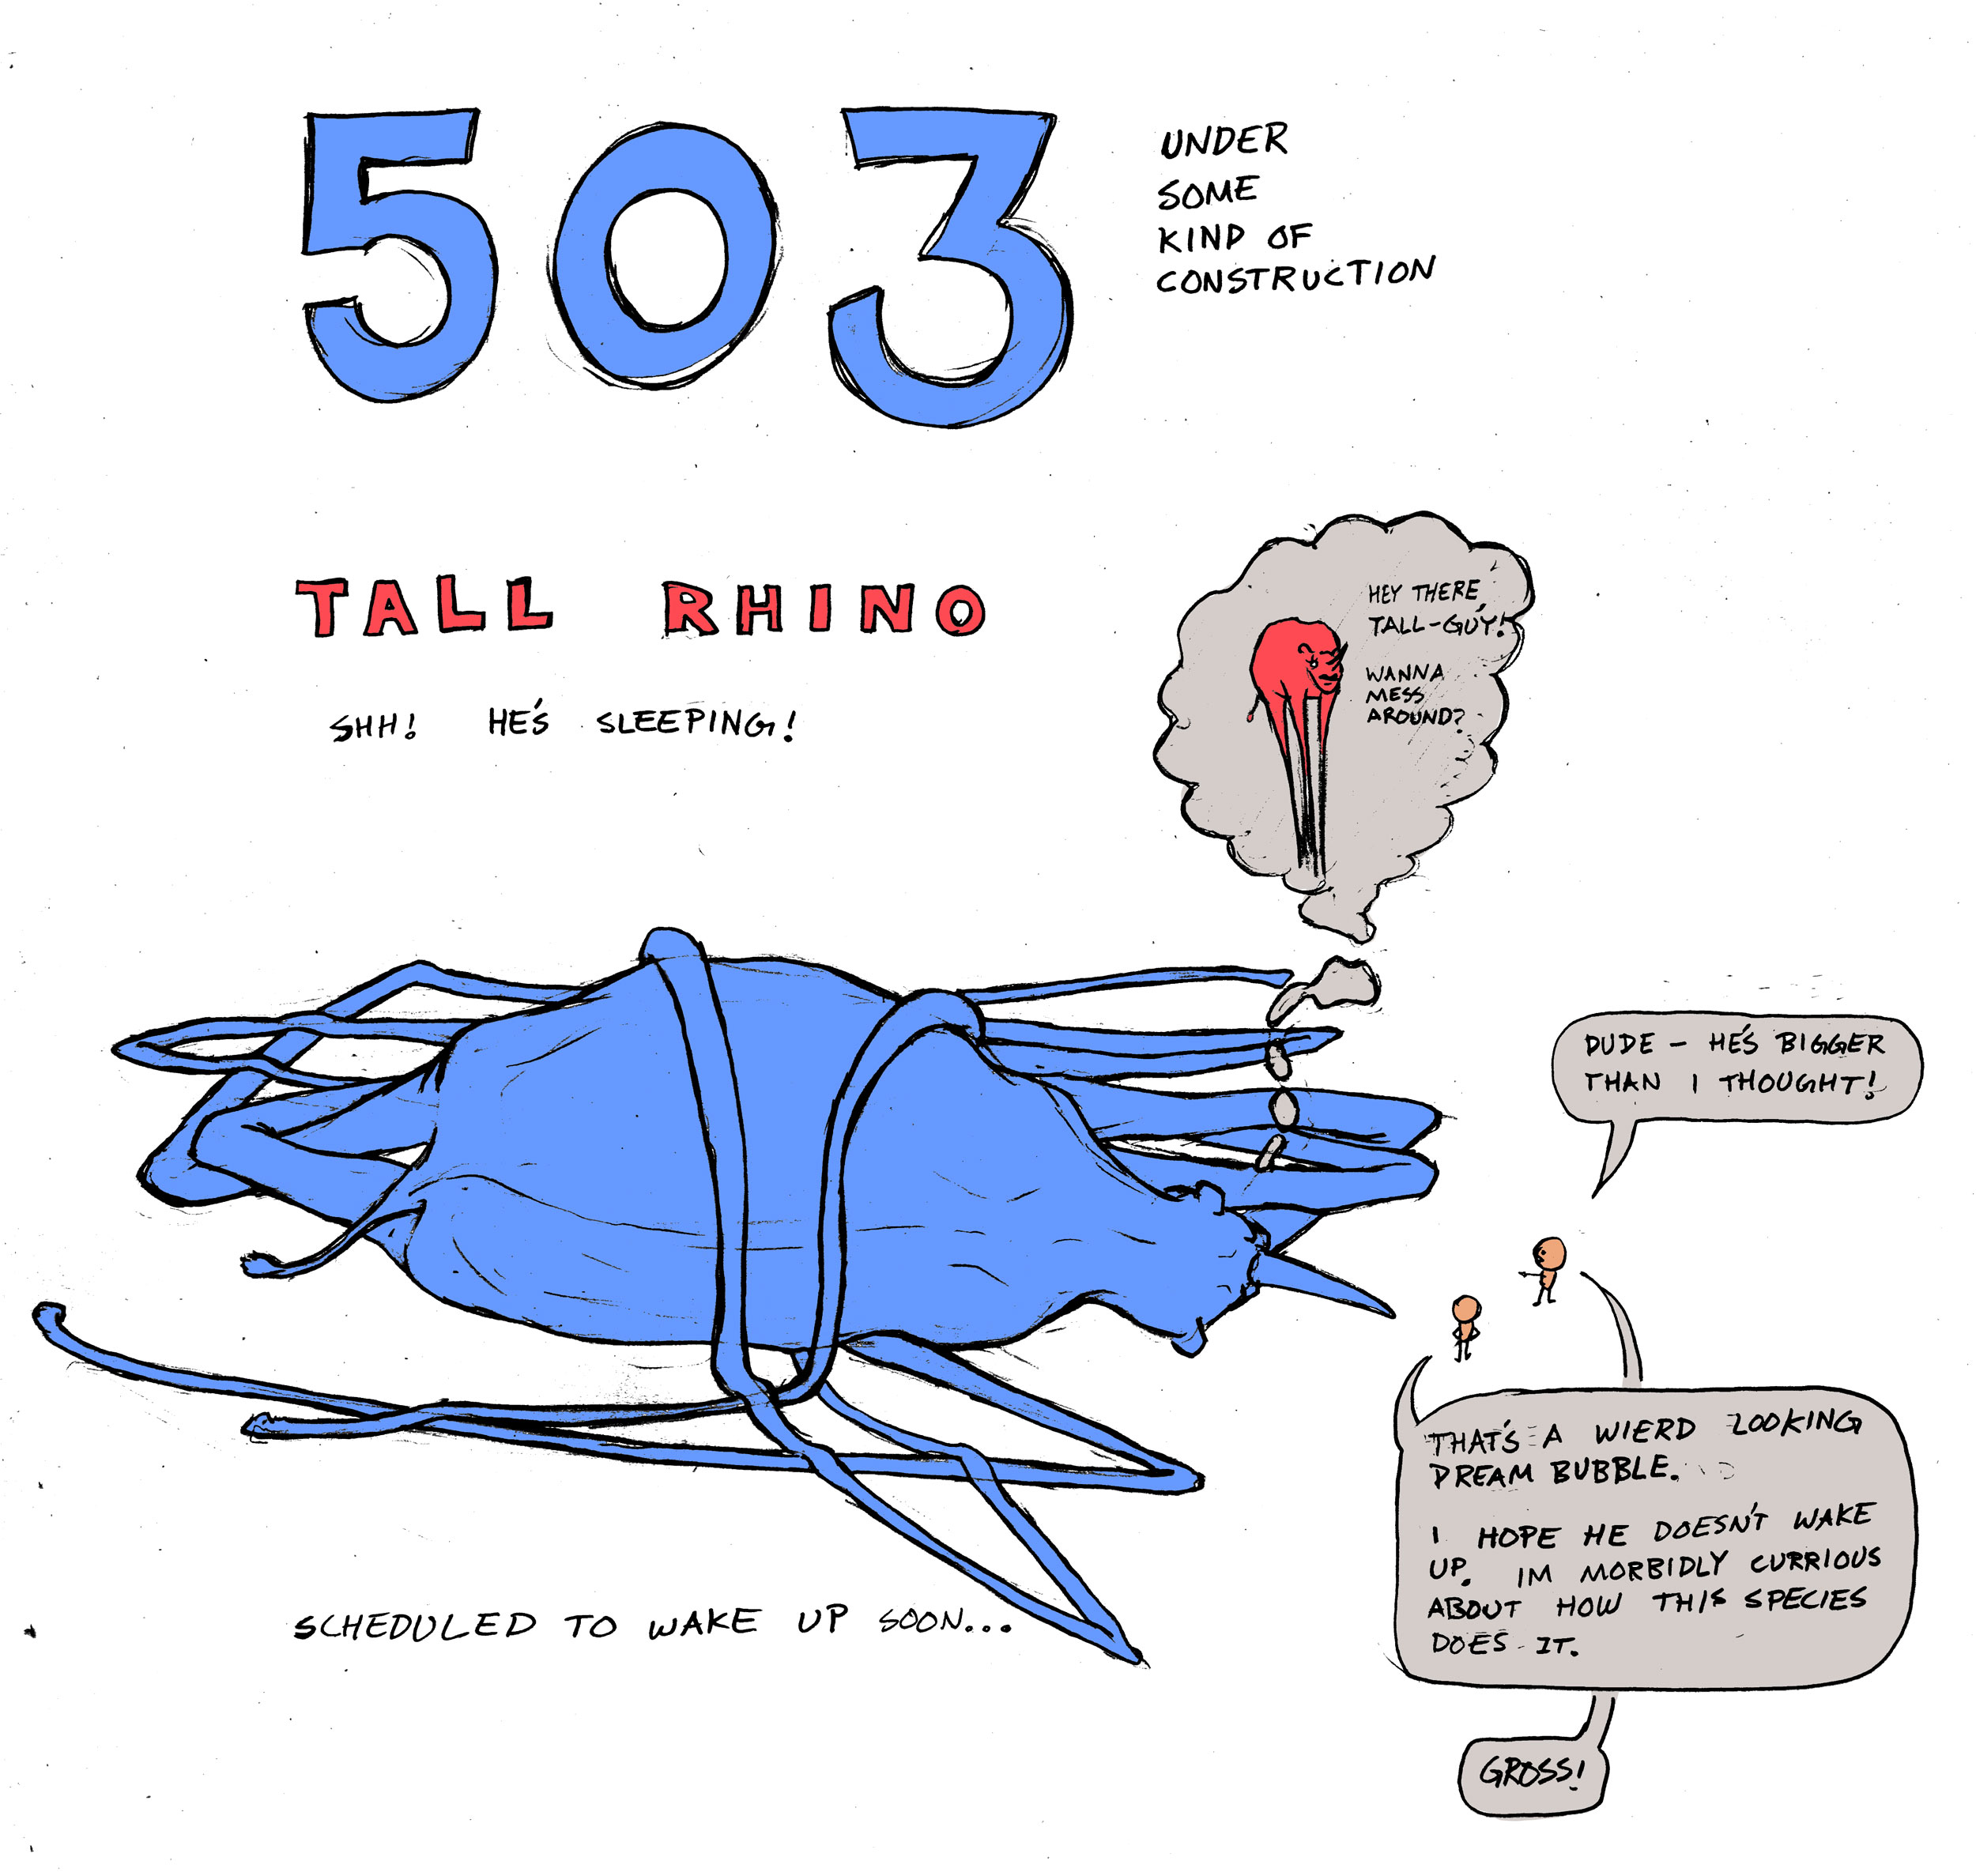 503
UNDER
SOME
KIND OF
CONSTRUCTION
TALL RHINO
SHH! HE'S SLEEPING!
HEY THERE,
TALL-GUY!
WANNA
MESS
AROUND?
DUDE - HE'S BIGGER
THAN I THOUGHT!
THAT'S A WIERD LOOKING
DREAM BUBBLE.
I HOPE HE DOESN'T WAKE
UP. IM MORBIDLY CURRIOUS
ABOUT HOW THIS SPECIES
DOES IT.
GROSS!
SCHEDULED TO WAKE UP SOON...